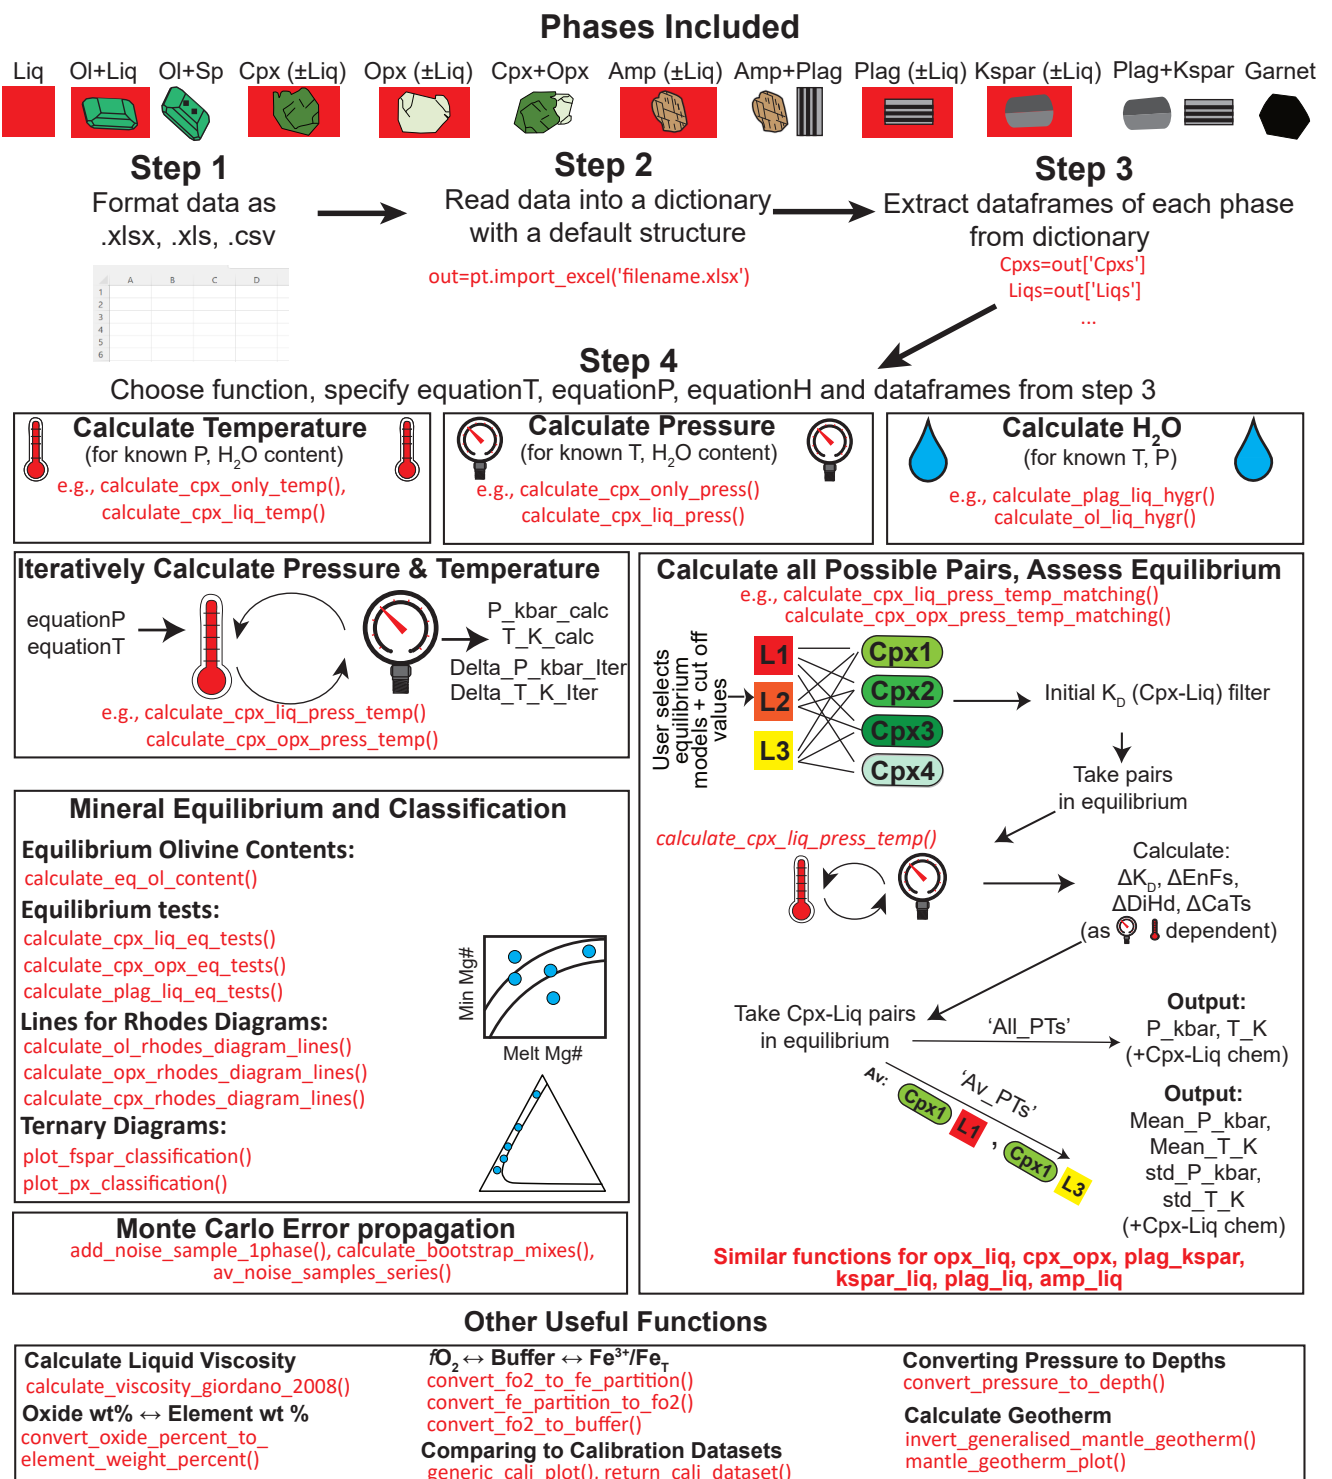 Phases Included
Liq Ol+Liq Ol+Sp Cpx (±Liq) Opx (±Liq) Cpx+Opx Amp (±Liq) Amp+Plag Plag (±Liq) Kspar (±Liq) Plag+Kspar Garnet
Step 1
Format data as
.xlsx, .xls, .csv
A B C D
1
2
3
4
5
6
Step 2
Read data into a dictionary
with a default structure
out=pt.import_excel('filename.xlsx')
Step 3
Extract dataframes of each phase
from dictionary
Cpxs=out['Cpxs']
Liqs=out['Liqs']
...
Step 4
Choose function, specify equationT, equationP, equationH and dataframes from step 3
Calculate Temperature
(for known P, H₂O content)
e.g., calculate_cpx_only_temp(),
calculate_cpx_liq_temp()
Calculate Pressure
(for known T, H₂O content)
e.g., calculate_cpx_only_press()
calculate_cpx_liq_press()
Calculate H₂O
(for known T, P)
e.g., calculate_plag_liq_hygr()
calculate_ol_liq_hygr()
Iteratively Calculate Pressure & Temperature
equationP
equationT
P_kbar_calc
T_K_calc
Delta_P_kbar_Iter
Delta_T_K_Iter
e.g., calculate_cpx_liq_press_temp()
calculate_cpx_opx_press_temp()
Calculate all Possible Pairs, Assess Equilibrium
e.g., calculate_cpx_liq_press_temp_matching()
calculate_cpx_opx_press_temp_matching()
User selects
equilibrium
models + cut off
values
L1
L2
L3
Cpx1
Cpx2
Cpx3
Cpx4
Initial K_D (Cpx-Liq) filter
Take pairs
in equilibrium
calculate_cpx_liq_press_temp()
Calculate:
ΔK_D, ΔEnFs,
ΔDiHd, ΔCaTs
(as dependent)
Take Cpx-Liq pairs
in equilibrium
‘All_PTs’
Output:
P_kbar, T_K
(+Cpx-Liq chem)
‘Av_PTs’
Av: Cpx1 L1 , Cpx1 L3
Output:
Mean_P_kbar,
Mean_T_K
std_P_kbar,
std_T_K
(+Cpx-Liq chem)
Similar functions for opx_liq, cpx_opx, plag_kspar,
kspar_liq, plag_liq, amp_liq
Mineral Equilibrium and Classification
Equilibrium Olivine Contents:
calculate_eq_ol_content()
Equilibrium tests:
calculate_cpx_liq_eq_tests()
calculate_cpx_opx_eq_tests()
calculate_plag_liq_eq_tests()
Lines for Rhodes Diagrams:
calculate_ol_rhodes_diagram_lines()
calculate_opx_rhodes_diagram_lines()
calculate_cpx_rhodes_diagram_lines()
Ternary Diagrams:
plot_fspar_classification()
plot_px_classification()
Min Mg#
Melt Mg#
Monte Carlo Error propagation
add_noise_sample_1phase(), calculate_bootstrap_mixes(),
av_noise_samples_series()
Other Useful Functions
Calculate Liquid Viscosity
calculate_viscosity_giordano_2008()
Oxide wt% ↔ Element wt %
convert_oxide_percent_to_
element_weight_percent()
fO₂ ↔ Buffer ↔ Fe³⁺/Fe_T
convert_fo2_to_fe_partition()
convert_fe_partition_to_fo2()
convert_fo2_to_buffer()
Comparing to Calibration Datasets
generic_cali_plot(), return_cali_dataset()
Converting Pressure to Depths
convert_pressure_to_depth()
Calculate Geotherm
invert_generalised_mantle_geotherm()
mantle_geotherm_plot()